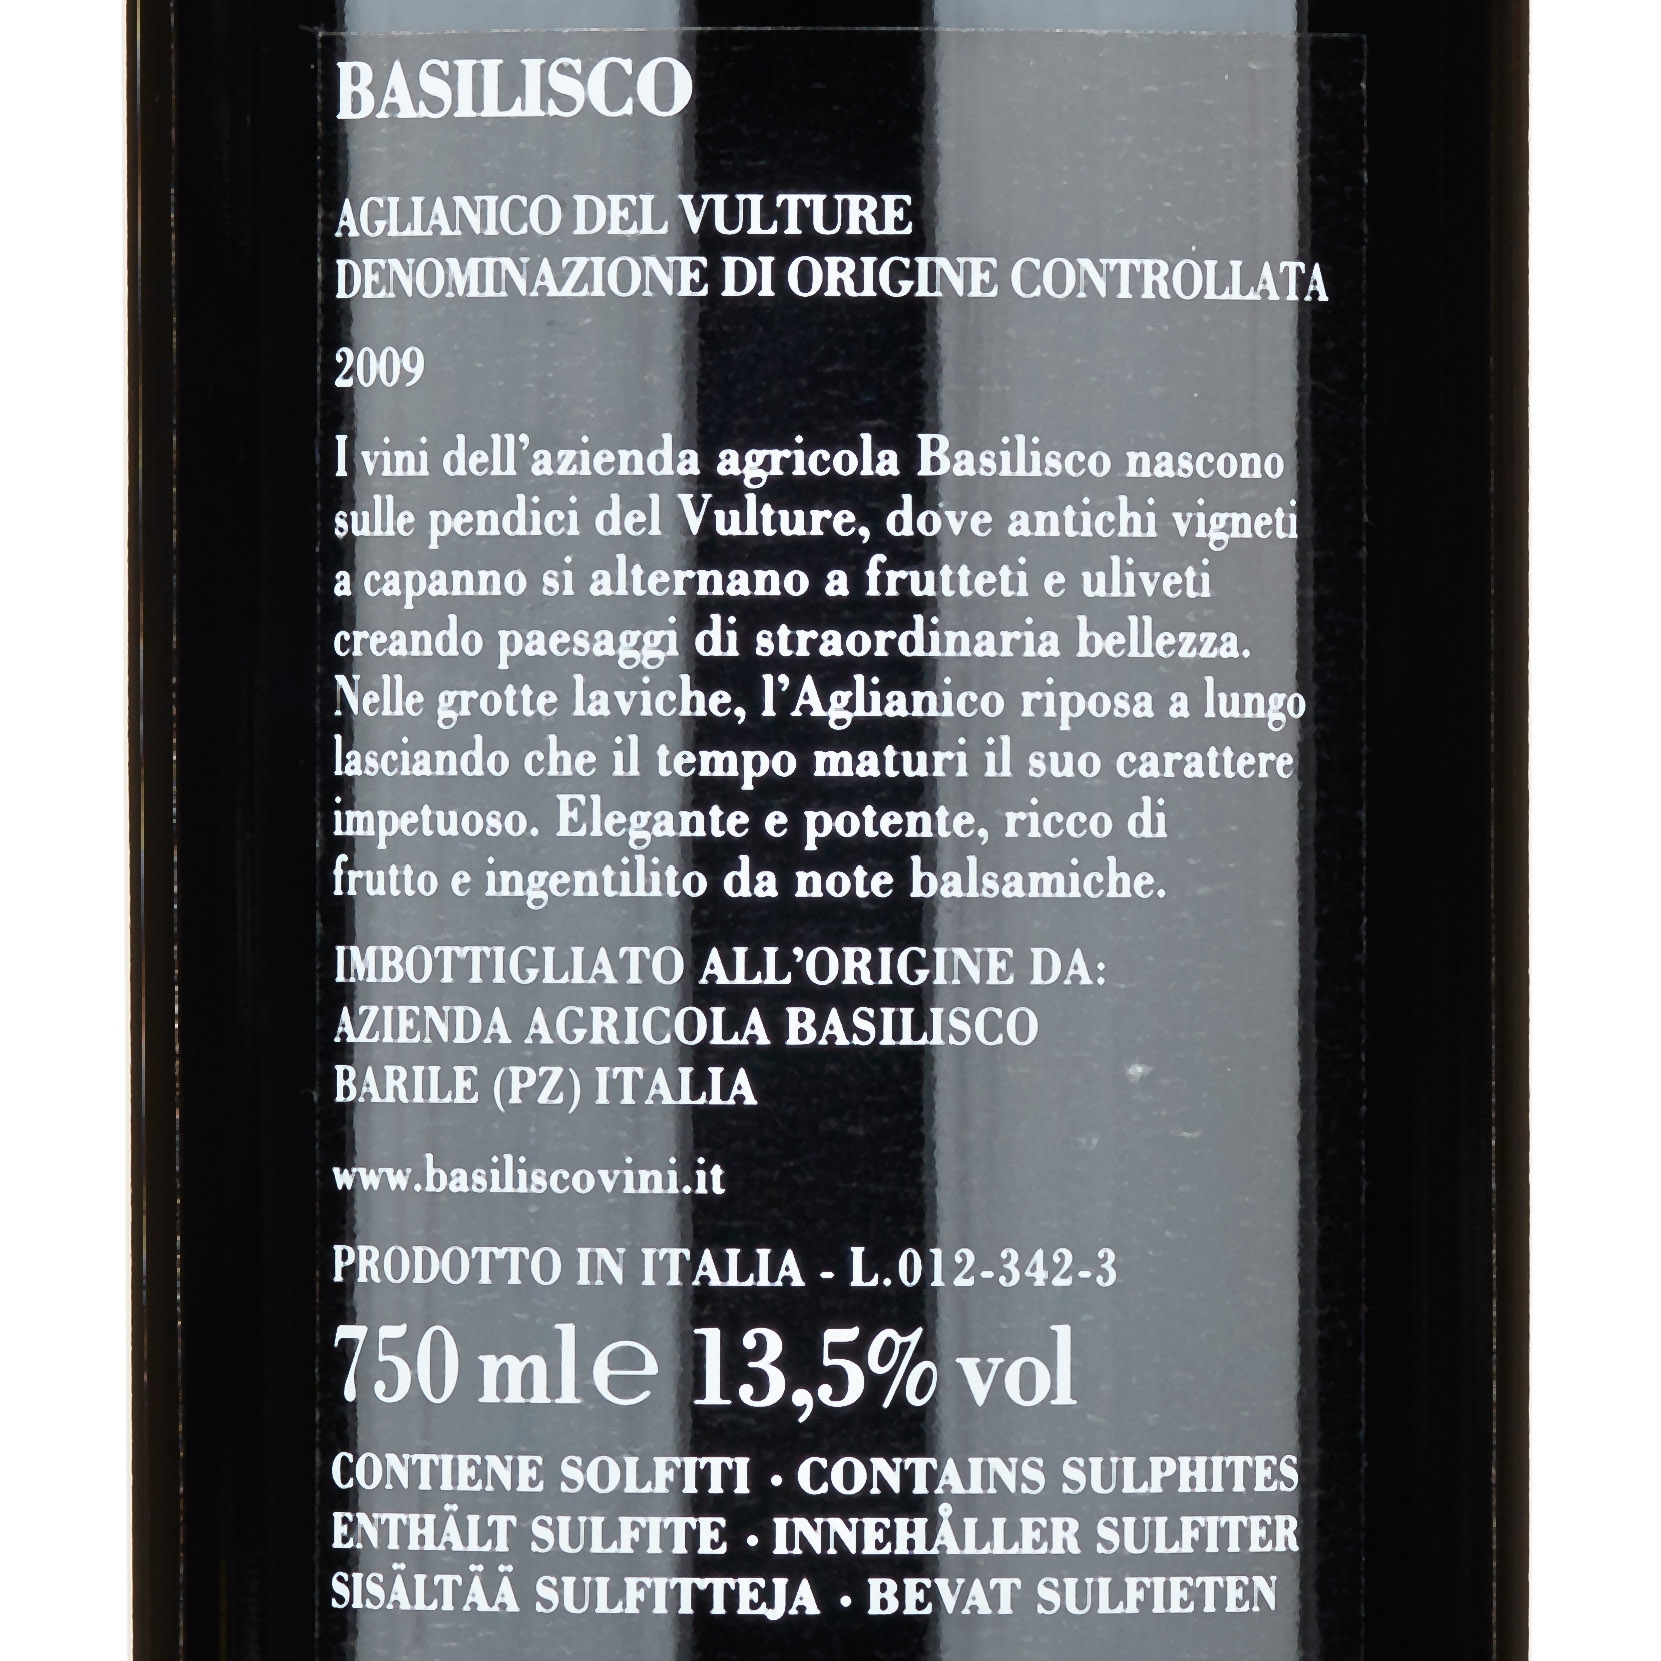 BASILISCO
AGLIANICO DEL VULTURE
DENOMINAZIONE DI ORIGINE CONTROLLATA
2009
I vini dell'azienda agricola Basilisco nascono
sulle pendici del Vulture, dove antichi vigneti
a capanno si alternano a frutteti e uliveti
creando paesaggi di straordinaria bellezza.
Nelle grotte laviche, l'Aglianico riposa a lungo
lasciando che il tempo maturi il suo carattere
impetuoso. Elegante e potente, ricco di
frutto e ingentilito da note balsamiche.
IMBOTTIGLIATO ALL'ORIGINE DA:
AZIENDA AGRICOLA BASILISCO
BARILE (PZ) ITALIA
www.basiliscovini.it
PRODOTTO IN ITALIA - L.012-342-3
750 ml ℮ 13,5% vol
CONTIENE SOLFITI · CONTAINS SULPHITES
ENTHÄLT SULFITE · INNEHÅLLER SULFITER
SISÄLTÄÄ SULFITTEJA · BEVAT SULFIETEN